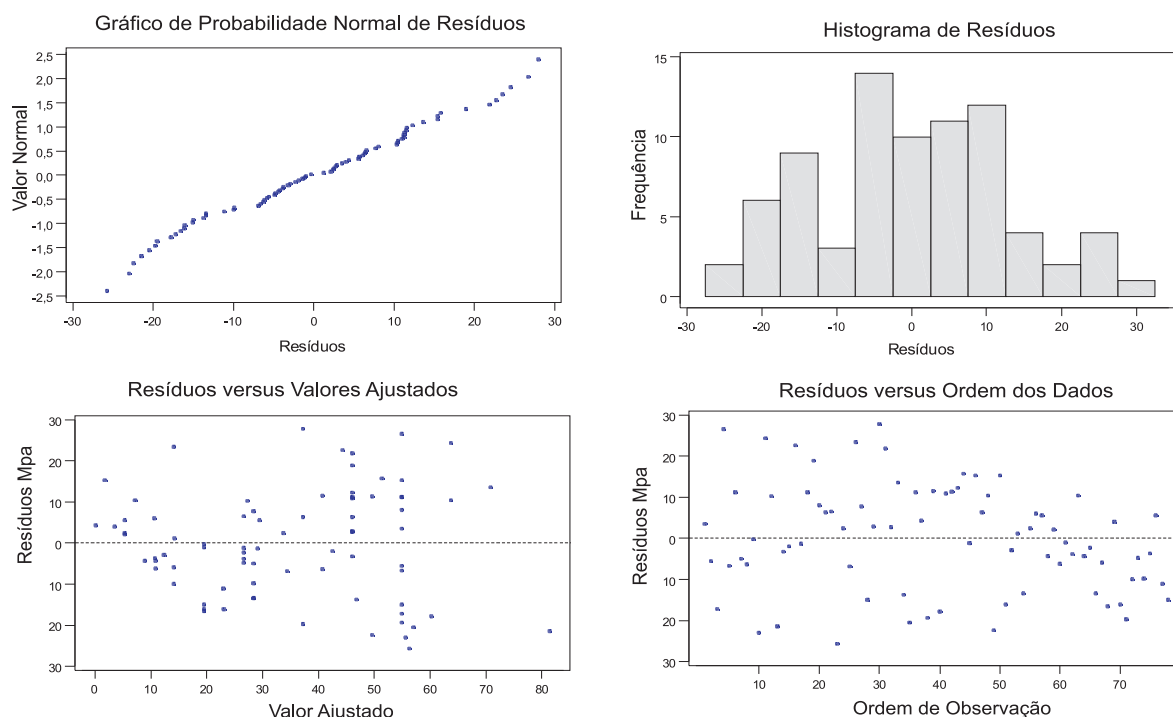 Gráfico de Probabilidade Normal de Resíduos
Valor Normal
2,5
2,0
1,5
1,0
0,5
0,0
-0,5
-1,0
-1,5
-2,0
-2,5
-30 -20 -10 0 10 20 30
Resíduos
Histograma de Resíduos
Frequência
15
10
5
0
-30 -20 -10 0 10 20 30
Resíduos
Resíduos versus Valores Ajustados
Resíduos Mpa
30
20
10
0
10
20
30
0 10 20 30 40 50 60 70 80
Valor Ajustado
Resíduos versus Ordem dos Dados
Resíduos Mpa
30
20
10
0
10
20
30
10 20 30 40 50 60 70
Ordem de Observação